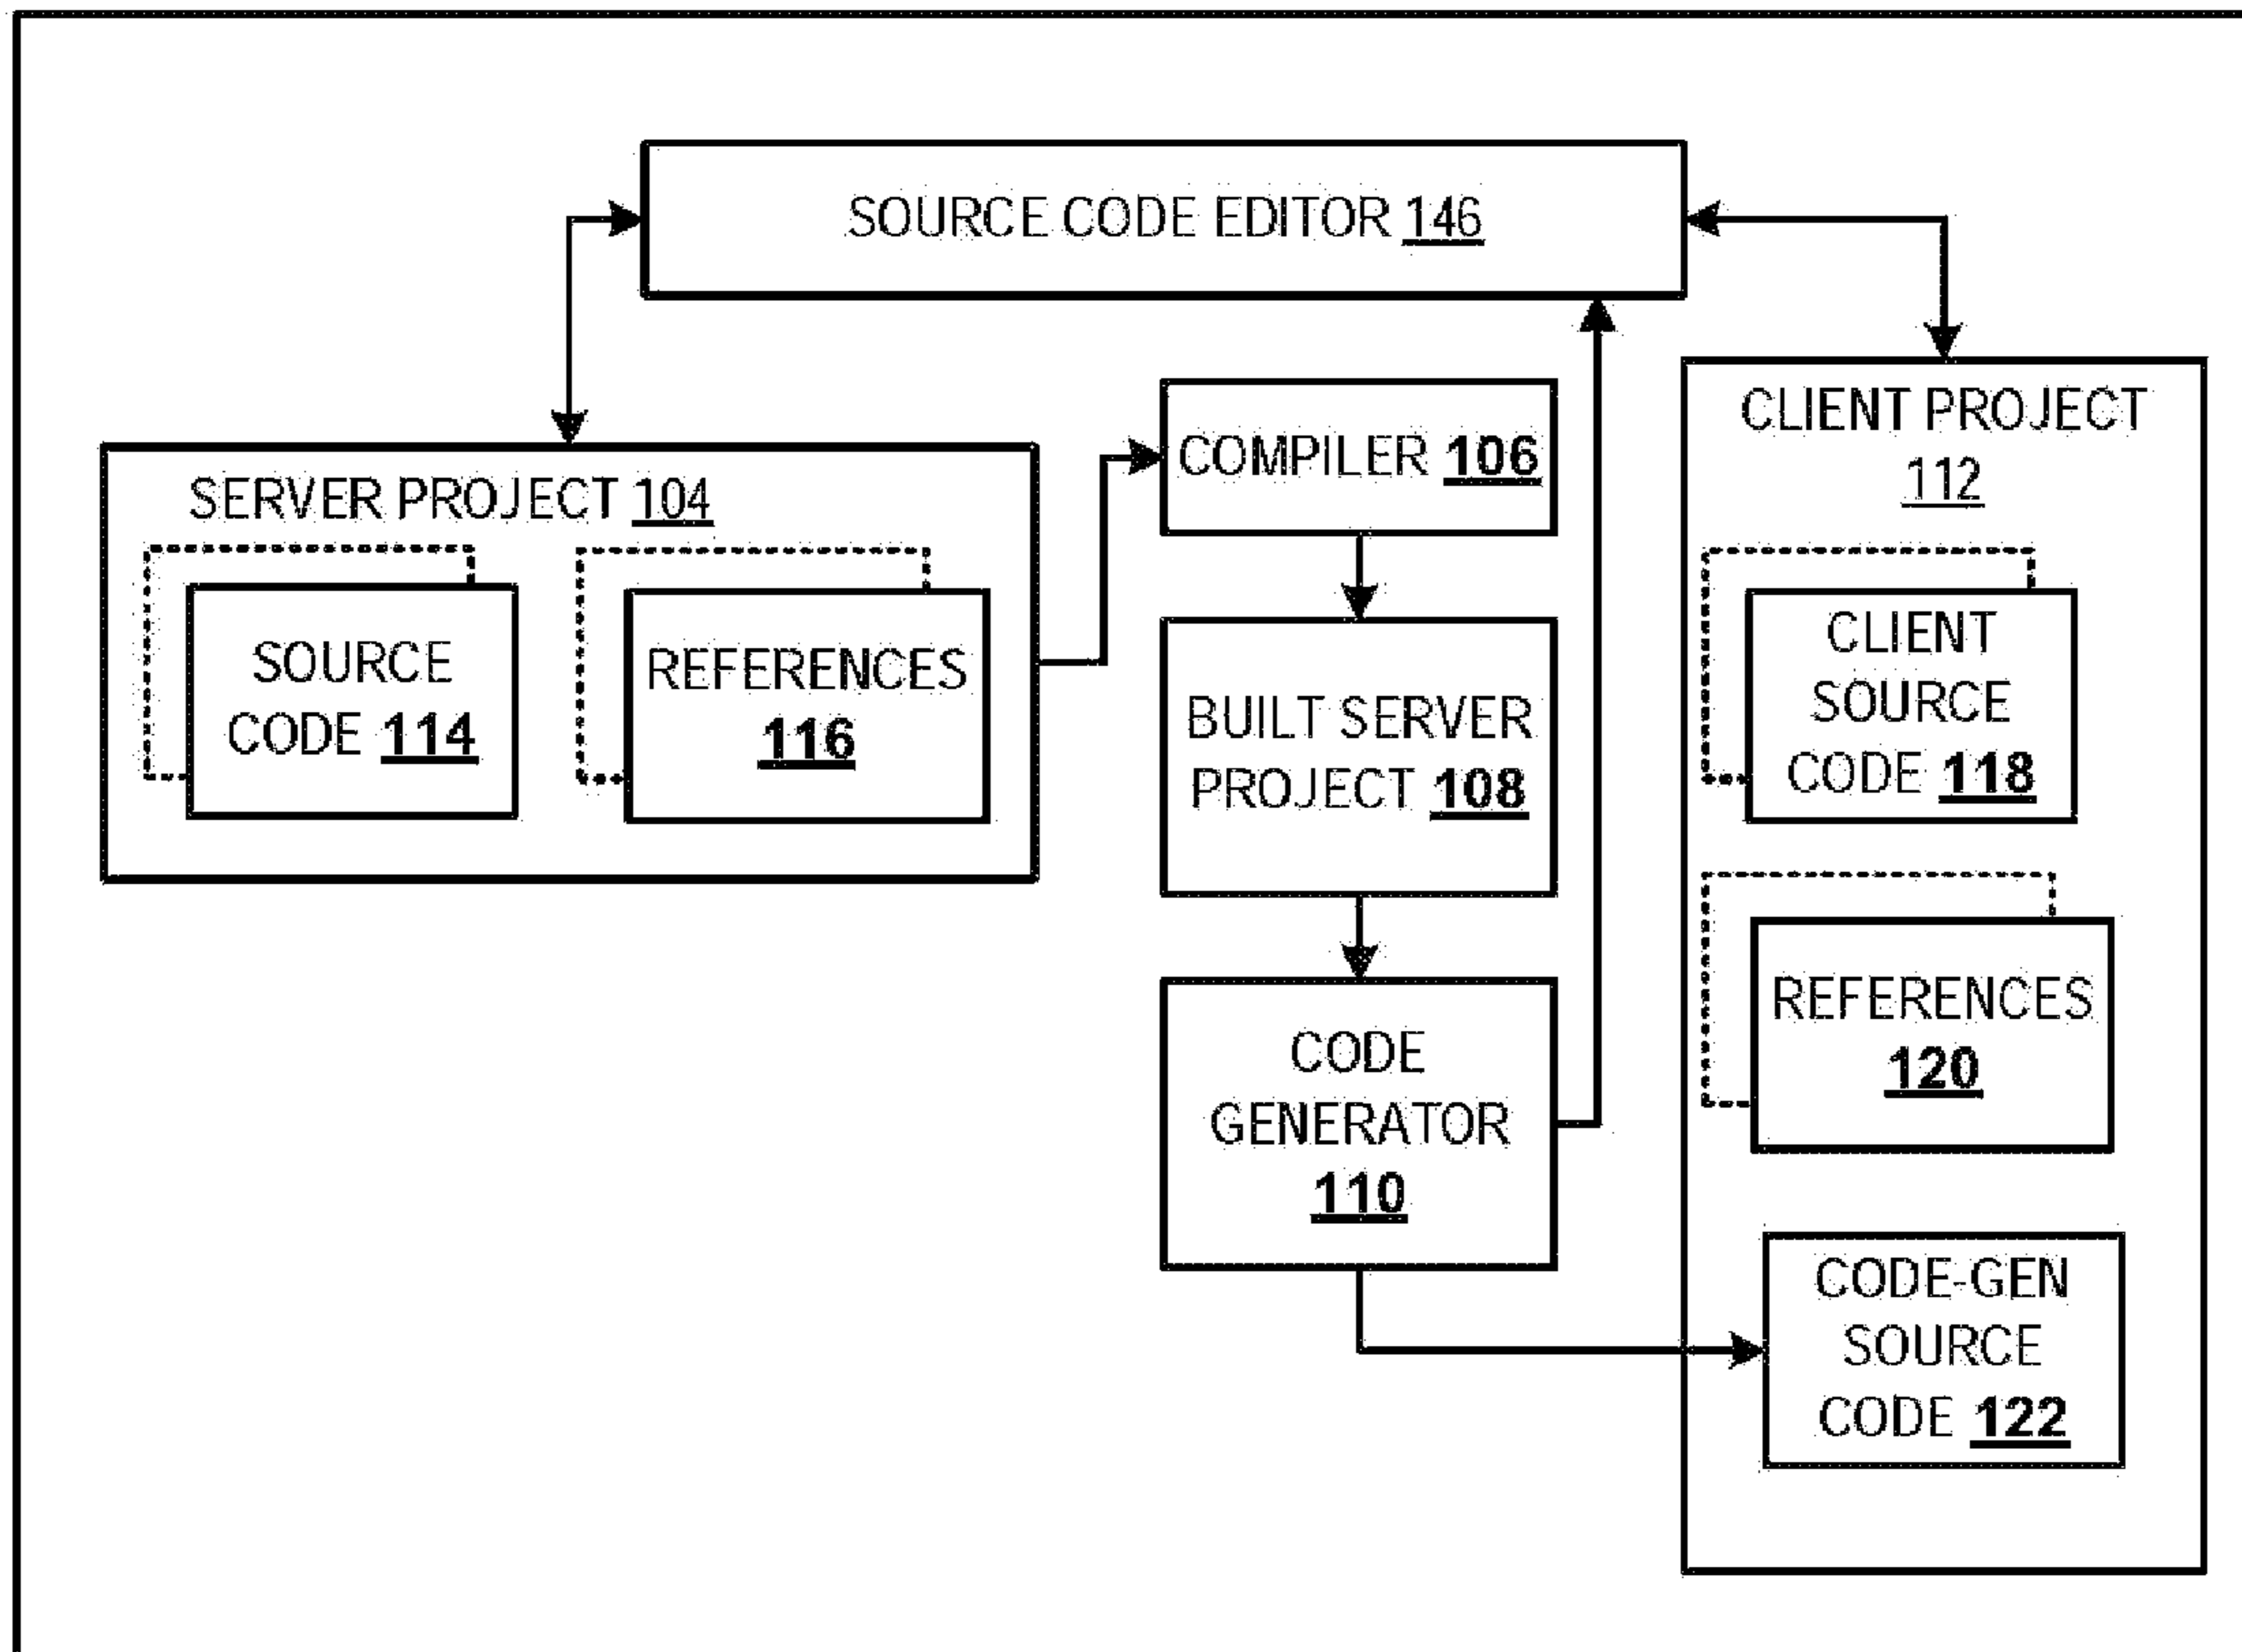 SOURCE CODE EDITOR 146
SERVER PROJECT 104
SOURCE
CODE 114
REFERENCES
116
COMPILER 106
BUILT SERVER
PROJECT 108
CODE
GENERATOR
110
CLIENT PROJECT
112
CLIENT
SOURCE
CODE 118
REFERENCES
120
CODE-GEN
SOURCE
CODE 122